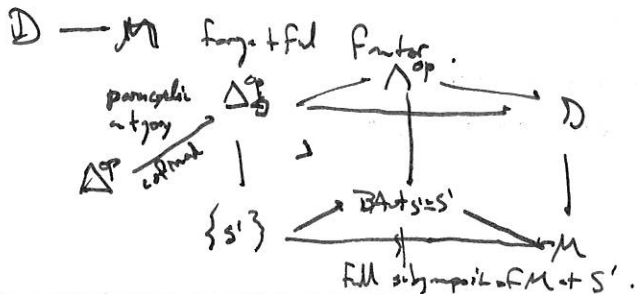 𝔻 → M forgetful Functor.
paracyclic Δ^op_∞ Λ^op
category 𝔻
Δ^op cofinal ⌟
{S'} BAut S' = S' M
full subgroupoid of M at S'.